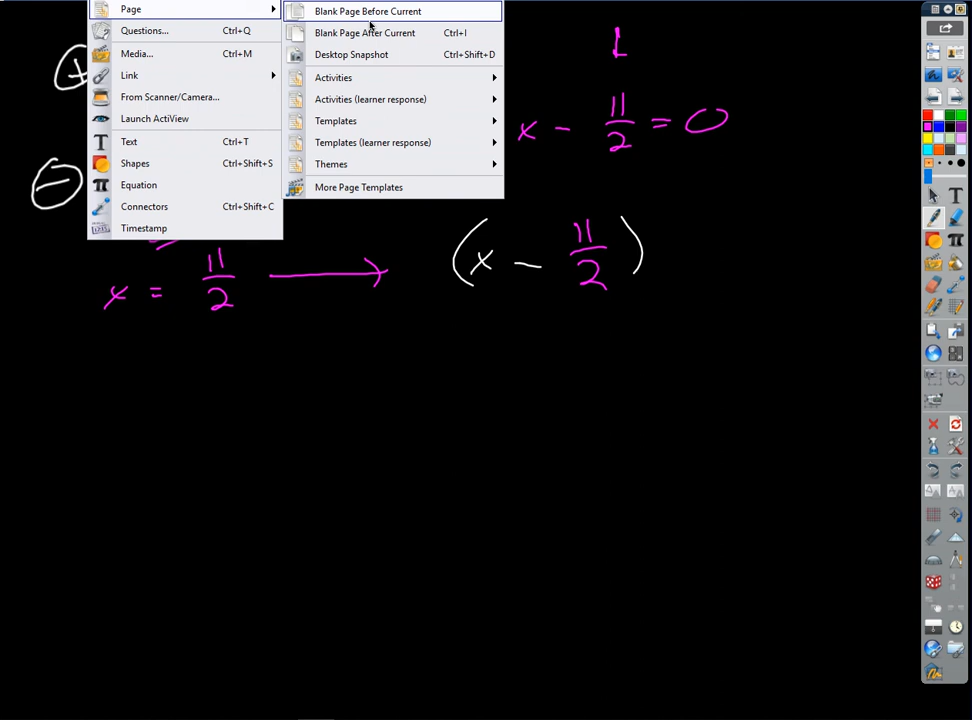 Page
Questions... Ctrl+Q
Media... Ctrl+M
Link
From Scanner/Camera...
Launch ActiView
Text Ctrl+T
Shapes Ctrl+Shift+S
Equation
Connectors Ctrl+Shift+C
Timestamp
Blank Page Before Current
Blank Page After Current Ctrl+I
Desktop Snapshot Ctrl+Shift+D
Activities
Activities (learner response)
Templates
Templates (learner response)
Themes
More Page Templates
+
x - 11/2 = 0
−
x = 11/2 → (x - 11/2)